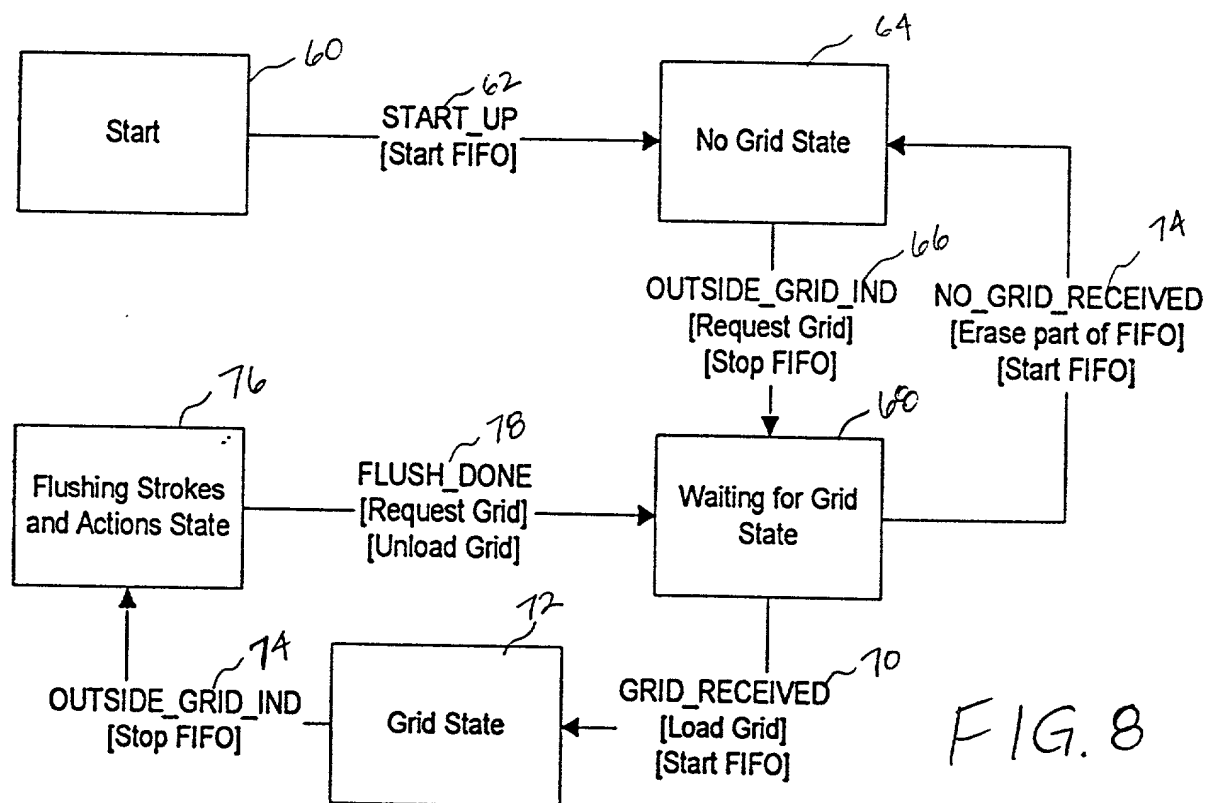 60
Start
62
START_UP
[Start FIFO]
64
No Grid State
66
OUTSIDE_GRID_IND
[Request Grid]
[Stop FIFO]
74
NO_GRID_RECEIVED
[Erase part of FIFO]
[Start FIFO]
76
Flushing Strokes
and Actions State
78
FLUSH_DONE
[Request Grid]
[Unload Grid]
68
Waiting for Grid
State
74
OUTSIDE_GRID_IND
[Stop FIFO]
72
Grid State
70
GRID_RECEIVED
[Load Grid]
[Start FIFO]
FIG. 8